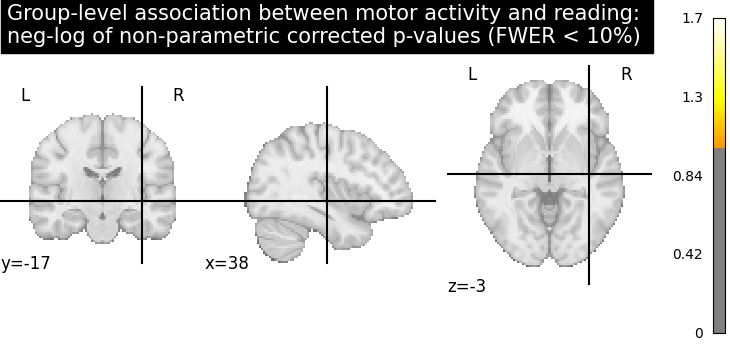 Group-level association between motor activity and reading:
neg-log of non-parametric corrected p-values (FWER < 10%)
L R
L R
y=-17
x=38
z=-3
1.7
1.3
0.84
0.42
0